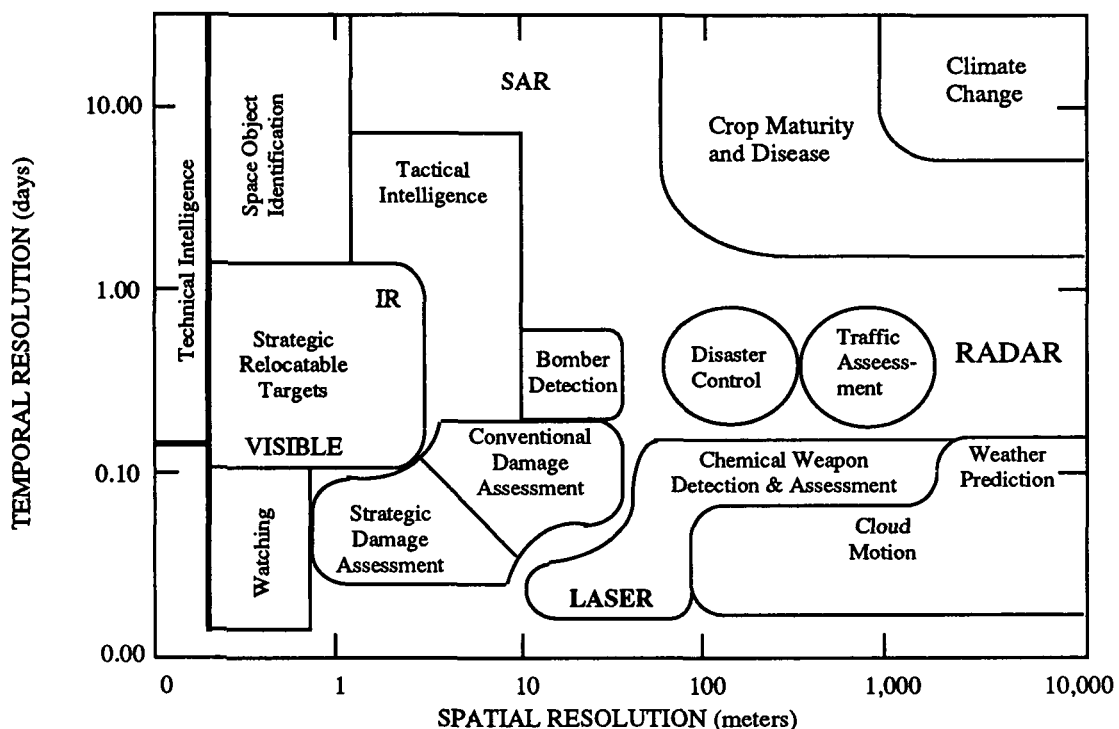 TEMPORAL RESOLUTION (days)
10.00
1.00
0.10
0.00
Technical Intelligence
Space Object
Identification
SAR
Tactical
Intelligence
Crop Maturity
and Disease
Climate
Change
IR
Strategic
Relocatable
Targets
VISIBLE
Bomber
Detection
Disaster
Control
Traffic
Asseess-
ment
RADAR
Watching
Strategic
Damage
Assessment
Conventional
Damage
Assessment
Chemical Weapon
Detection & Assessment
Weather
Prediction
Cloud
Motion
LASER
0
1
10
100
1,000
10,000
SPATIAL RESOLUTION (meters)